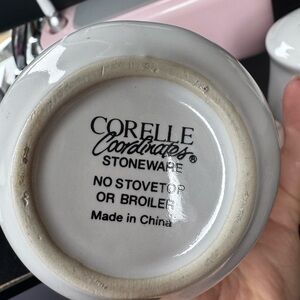 CORELLE
Coordinates®
STONEWARE
NO STOVETOP
OR BROILER
Made in China